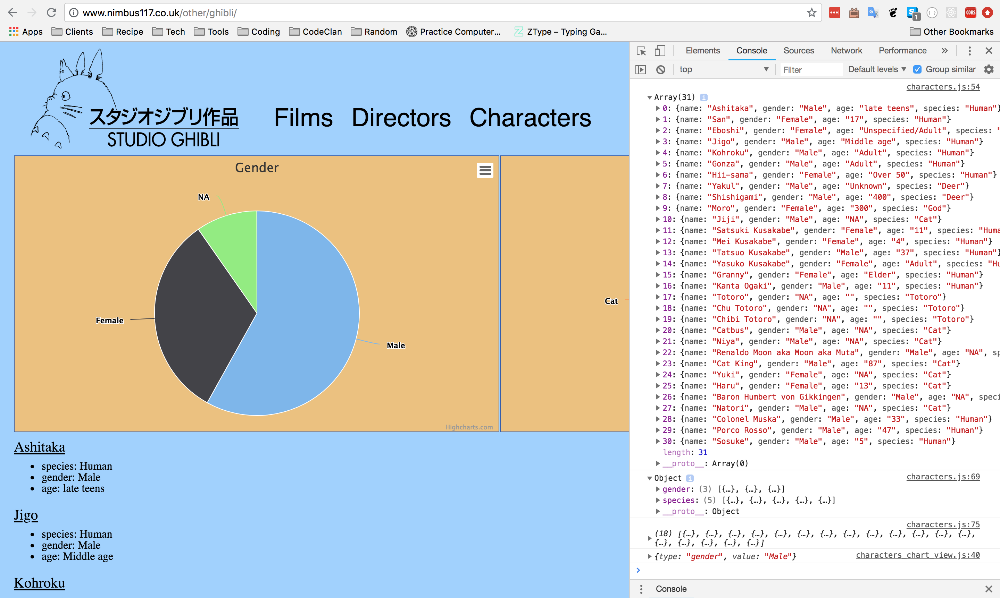 www.nimbus117.co.uk/other/ghibli/
1
CORS
Apps Clients Recipe Tech Tools Coding CodeClan Random Practice Computer... ZType – Typing Ga... Other Bookmarks
スタジオジブリ作品
STUDIO GHIBLI
Films Directors Characters
Gender
NA
Female
Male
Highcharts.com
Cat
Ashitaka
species: Human
gender: Male
age: late teens
Jigo
species: Human
gender: Male
age: Middle age
Kohroku
Elements Console Sources Network Performance »
top Filter Default levels Group similar
characters.js:54
Array(31) i
0: {name: "Ashitaka", gender: "Male", age: "late teens", species: "Human"}
1: {name: "San", gender: "Female", age: "17", species: "Human"}
2: {name: "Eboshi", gender: "Female", age: "Unspecified/Adult", species: "
3: {name: "Jigo", gender: "Male", age: "Middle age", species: "Human"}
4: {name: "Kohroku", gender: "Male", age: "Adult", species: "Human"}
5: {name: "Gonza", gender: "Male", age: "Adult", species: "Human"}
6: {name: "Hii-sama", gender: "Female", age: "Over 50", species: "Human"}
7: {name: "Yakul", gender: "Male", age: "Unknown", species: "Deer"}
8: {name: "Shishigami", gender: "Male", age: "400", species: "Deer"}
9: {name: "Moro", gender: "Female", age: "300", species: "God"}
10: {name: "Jiji", gender: "Male", age: "NA", species: "Cat"}
11: {name: "Satsuki Kusakabe", gender: "Female", age: "11", species: "Huma
12: {name: "Mei Kusakabe", gender: "Female", age: "4", species: "Human"}
13: {name: "Tatsuo Kusakabe", gender: "Male", age: "37", species: "Human"}
14: {name: "Yasuko Kusakabe", gender: "Female", age: "Adult", species: "Hu
15: {name: "Granny", gender: "Female", age: "Elder", species: "Human"}
16: {name: "Kanta Ogaki", gender: "Male", age: "11", species: "Human"}
17: {name: "Totoro", gender: "NA", age: "", species: "Totoro"}
18: {name: "Chu Totoro", gender: "NA", age: "", species: "Totoro"}
19: {name: "Chibi Totoro", gender: "NA", age: "", species: "Totoro"}
20: {name: "Catbus", gender: "Male", age: "NA", species: "Cat"}
21: {name: "Niya", gender: "Male", age: "NA", species: "Cat"}
22: {name: "Renaldo Moon aka Moon aka Muta", gender: "Male", age: "NA", sp
23: {name: "Cat King", gender: "Male", age: "87", species: "Cat"}
24: {name: "Yuki", gender: "Female", age: "NA", species: "Cat"}
25: {name: "Haru", gender: "Female", age: "13", species: "Cat"}
26: {name: "Baron Humbert von Gikkingen", gender: "Male", age: "NA", speci
27: {name: "Natori", gender: "Male", age: "NA", species: "Cat"}
28: {name: "Colonel Muska", gender: "Male", age: "33", species: "Human"}
29: {name: "Porco Rosso", gender: "Male", age: "47", species: "Human"}
30: {name: "Sosuke", gender: "Male", age: "5", species: "Human"}
length: 31
__proto__: Array(0)
characters.js:69
Object i
gender: (3) [{…}, {…}, {…}]
species: (5) [{…}, {…}, {…}, {…}, {…}]
__proto__: Object
characters.js:75
(18) [{…}, {…}, {…}, {…}, {…}, {…}, {…}, {…}, {…}, {…}, {…}, {…}, {…},
{…}, {…}, {…}, {…}, {…}]
{type: "gender", value: "Male"} characters_chart_view.js:40
Console